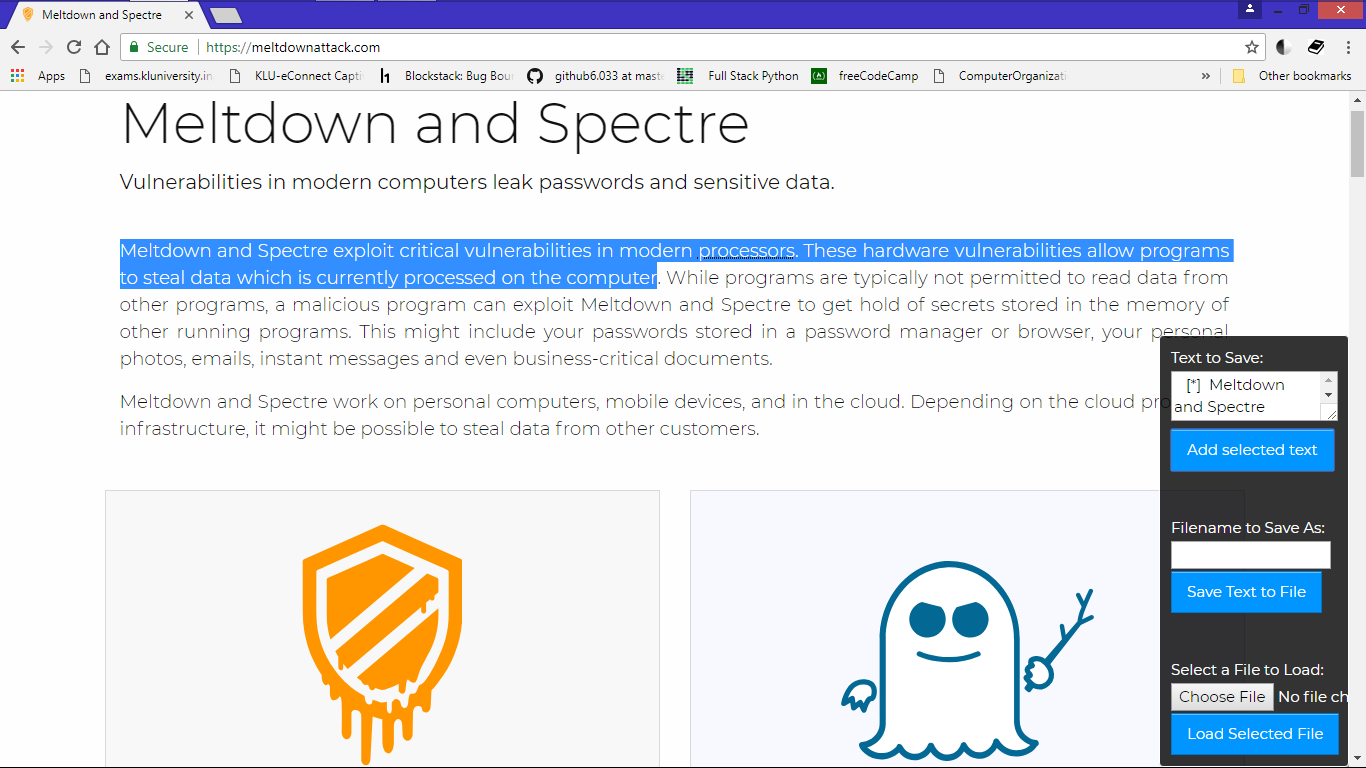 Meltdown and Spectre
Secure https://meltdownattack.com
Apps exams.kluniversity.in KLU-eConnect Capti Blockstack: Bug Boun github6.033 at maste Full Stack Python freeCodeCamp ComputerOrganizati » Other bookmarks
Meltdown and Spectre
Vulnerabilities in modern computers leak passwords and sensitive data.
Meltdown and Spectre exploit critical vulnerabilities in modern processors. These hardware vulnerabilities allow programs
to steal data which is currently processed on the computer. While programs are typically not permitted to read data from
other programs, a malicious program can exploit Meltdown and Spectre to get hold of secrets stored in the memory of
other running programs. This might include your passwords stored in a password manager or browser, your personal
photos, emails, instant messages and even business-critical documents.
Meltdown and Spectre work on personal computers, mobile devices, and in the cloud. Depending on the cloud pro
infrastructure, it might be possible to steal data from other customers.
Text to Save:
[*] Meltdown
and Spectre
Add selected text
Filename to Save As:
Save Text to File
Select a File to Load:
Choose File No file ch
Load Selected File